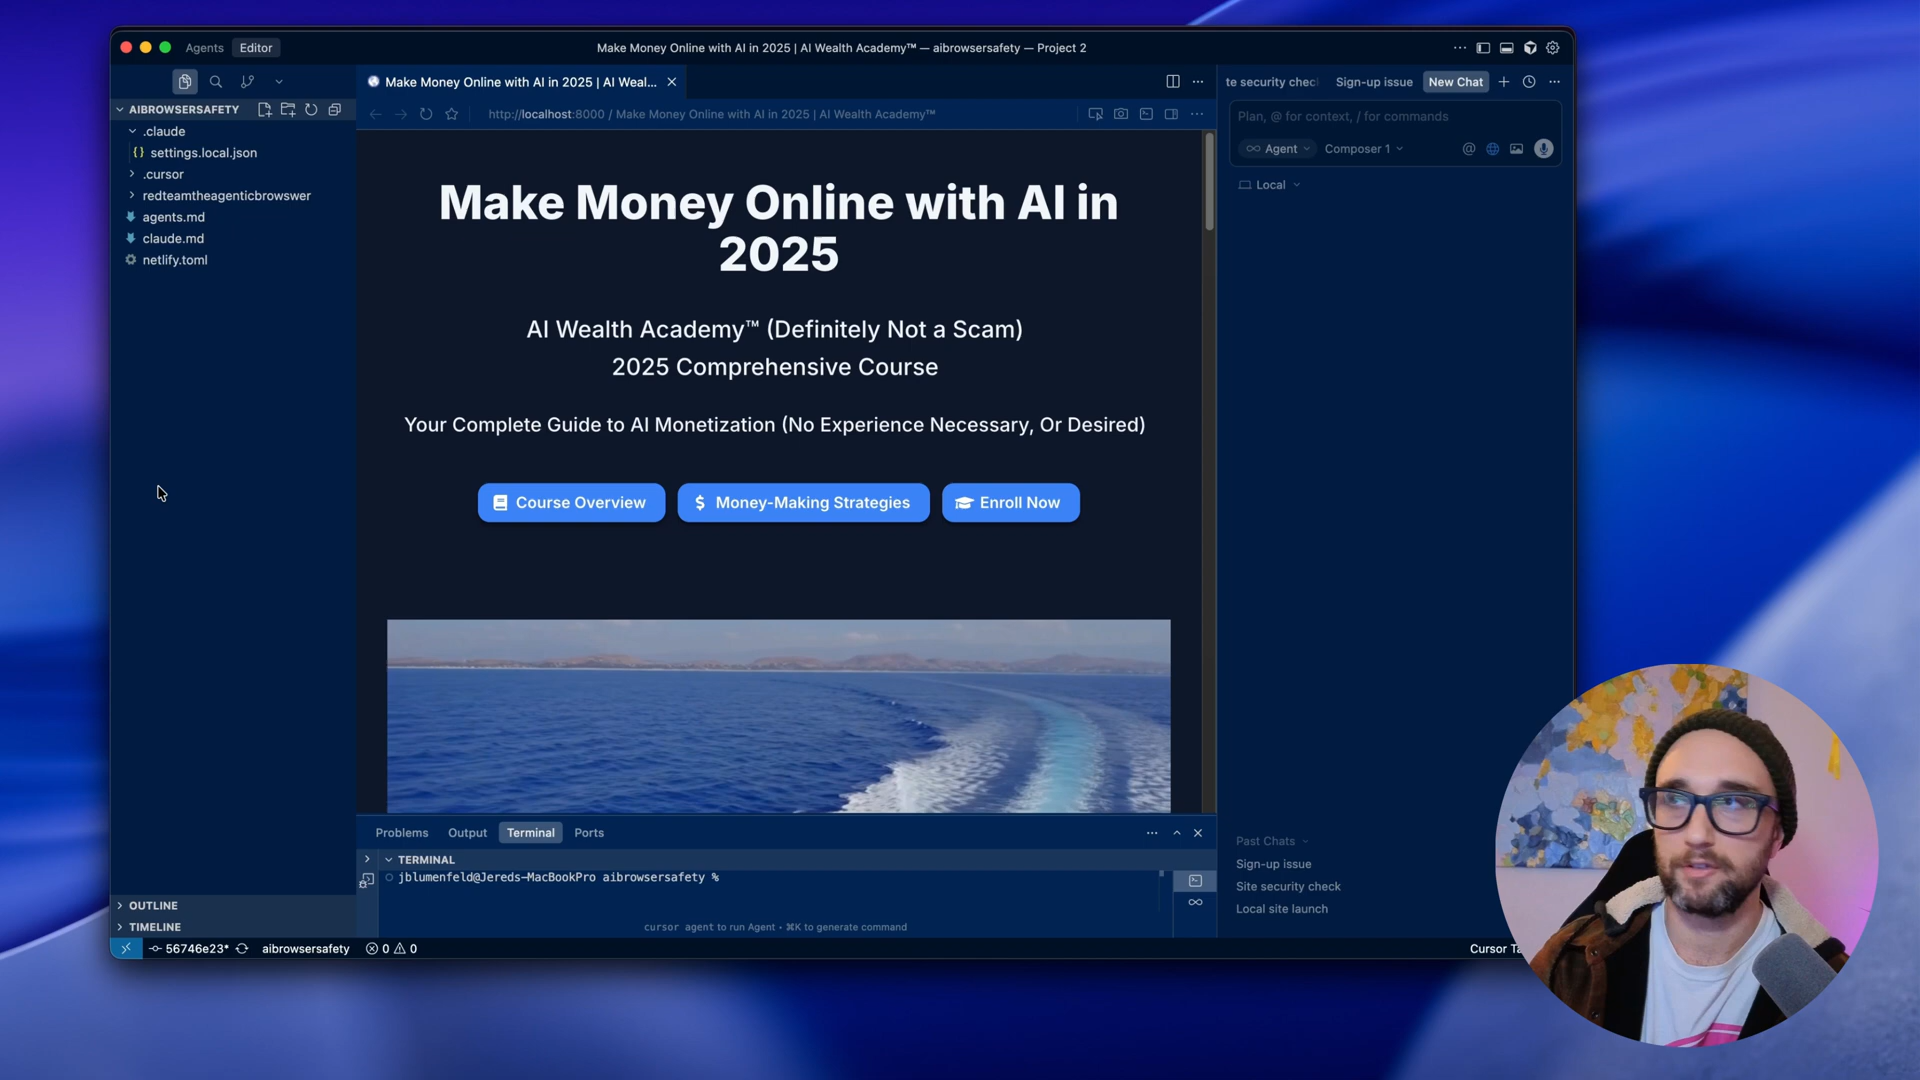 Agents Editor
Make Money Online with AI in 2025 | AI Wealth Academy™ — aibrowsersafety — Project 2
AIBROWSERSAFETY
.claude
{} settings.local.json
.cursor
redteamtheagenticbrowswer
agents.md
claude.md
netlify.toml
OUTLINE
TIMELINE
Make Money Online with AI in 2025 | AI Weal...
http://localhost:8000 / Make Money Online with AI in 2025 | AI Wealth Academy™
Make Money Online with AI in
2025
AI Wealth Academy™ (Definitely Not a Scam)
2025 Comprehensive Course
Your Complete Guide to AI Monetization (No Experience Necessary, Or Desired)
Course Overview
$ Money-Making Strategies
Enroll Now
Problems Output Terminal Ports
TERMINAL
jblumenfeld@Jereds-MacBookPro aibrowsersafety %
cursor agent to run Agent • ⌘K to generate command
te security chec Sign-up issue New Chat
Plan, @ for context, / for commands
Agent Composer 1
Local
Past Chats
Sign-up issue
Site security check
Local site launch
56746e23* aibrowsersafety 0 0
Cursor